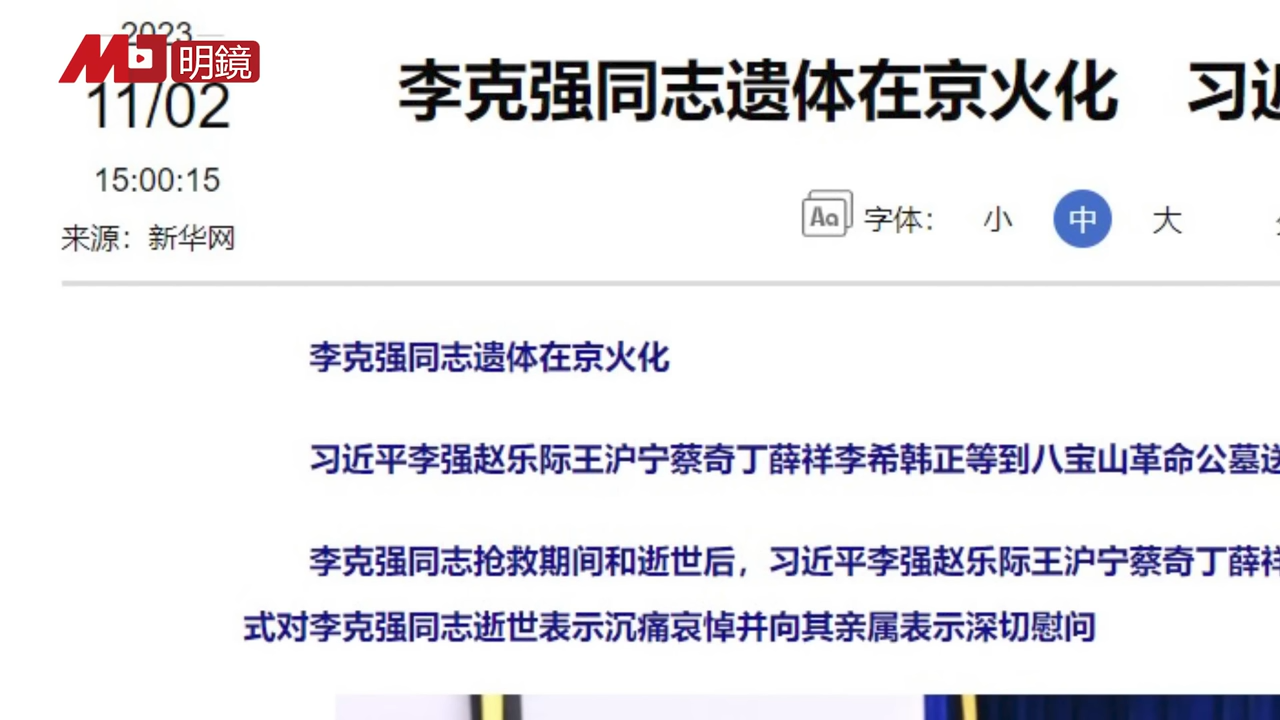 2023
明鏡
11/02
15:00:15
来源：新华网
李克强同志遗体在京火化 习近
Aa 字体： 小 中 大
李克强同志遗体在京火化
习近平李强赵乐际王沪宁蔡奇丁薛祥李希韩正等到八宝山革命公墓送
李克强同志抢救期间和逝世后，习近平李强赵乐际王沪宁蔡奇丁薛祥
式对李克强同志逝世表示沉痛哀悼并向其亲属表示深切慰问